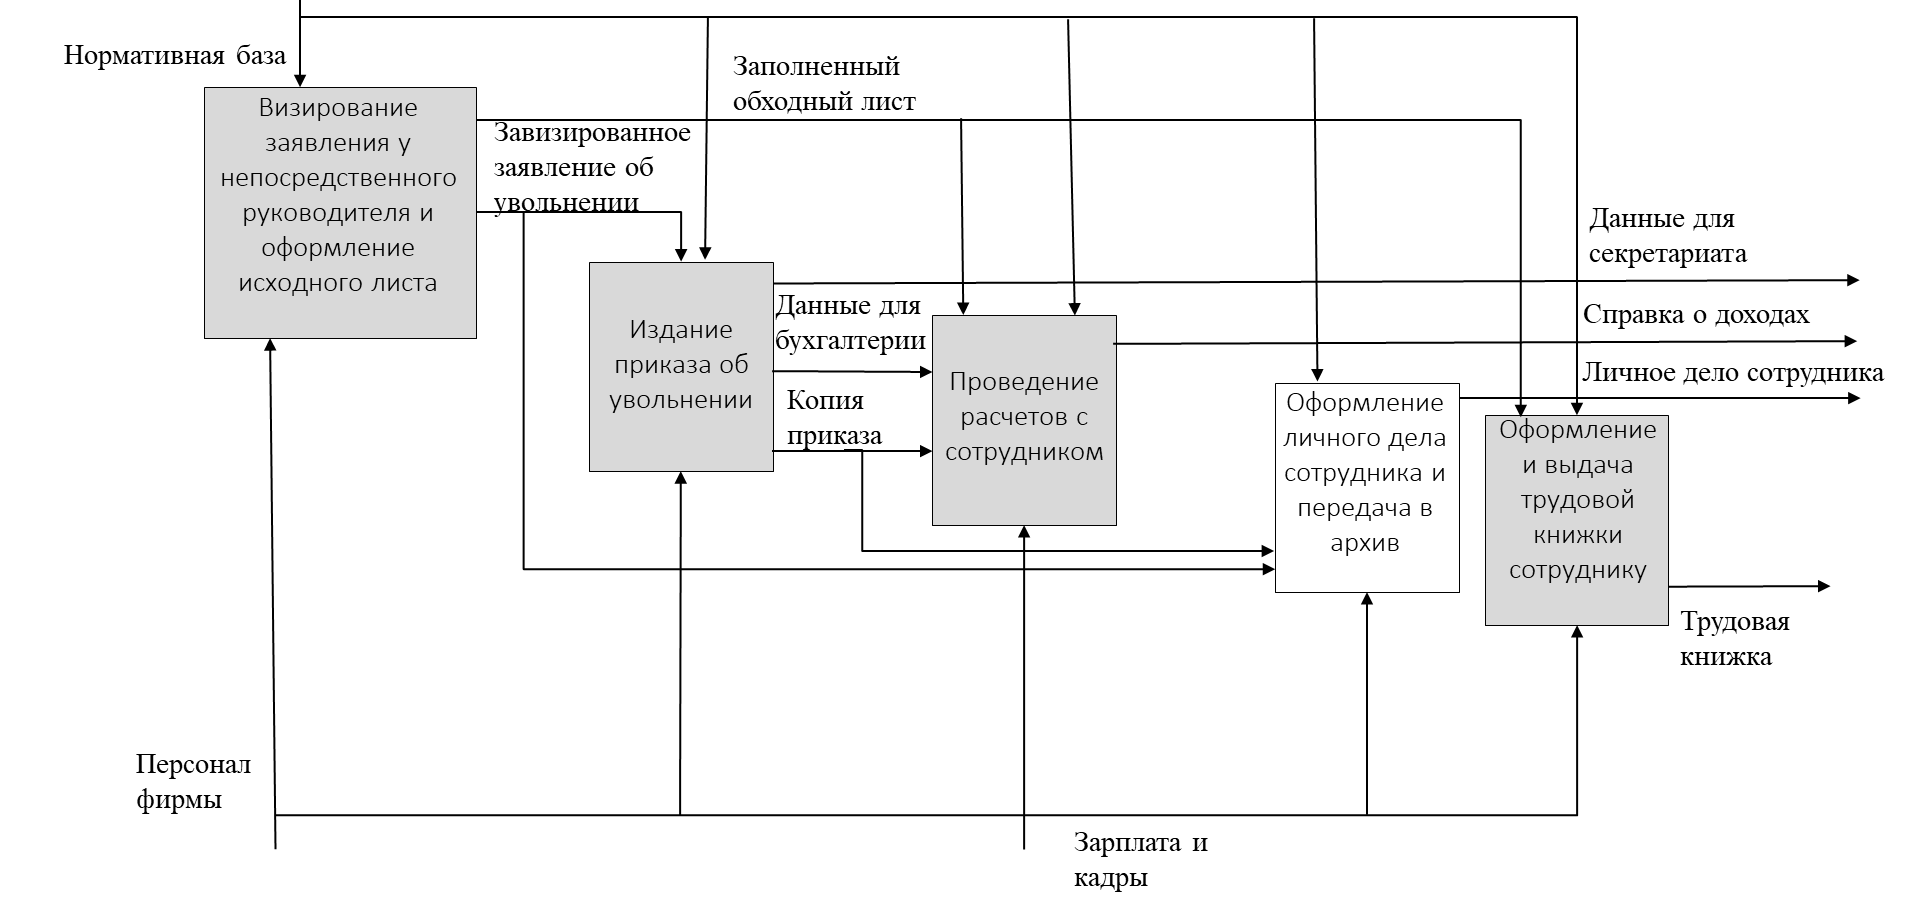 Нормативная база
Визирование
заявления у
непосредственного
руководителя и
оформление
исходного листа
Заполненный
обходный лист
Завизированное
заявление об
увольнении
Издание
приказа об
увольнении
Данные для
бухгалтерии
Копия
приказа
Проведение
расчетов с
сотрудником
Оформление
личного дела
сотрудника и
передача в
архив
Данные для
секретариата
Справка о доходах
Личное дело сотрудника
Оформление
и выдача
трудовой
книжки
сотруднику
Трудовая
книжка
Персонал
фирмы
Зарплата и
кадры